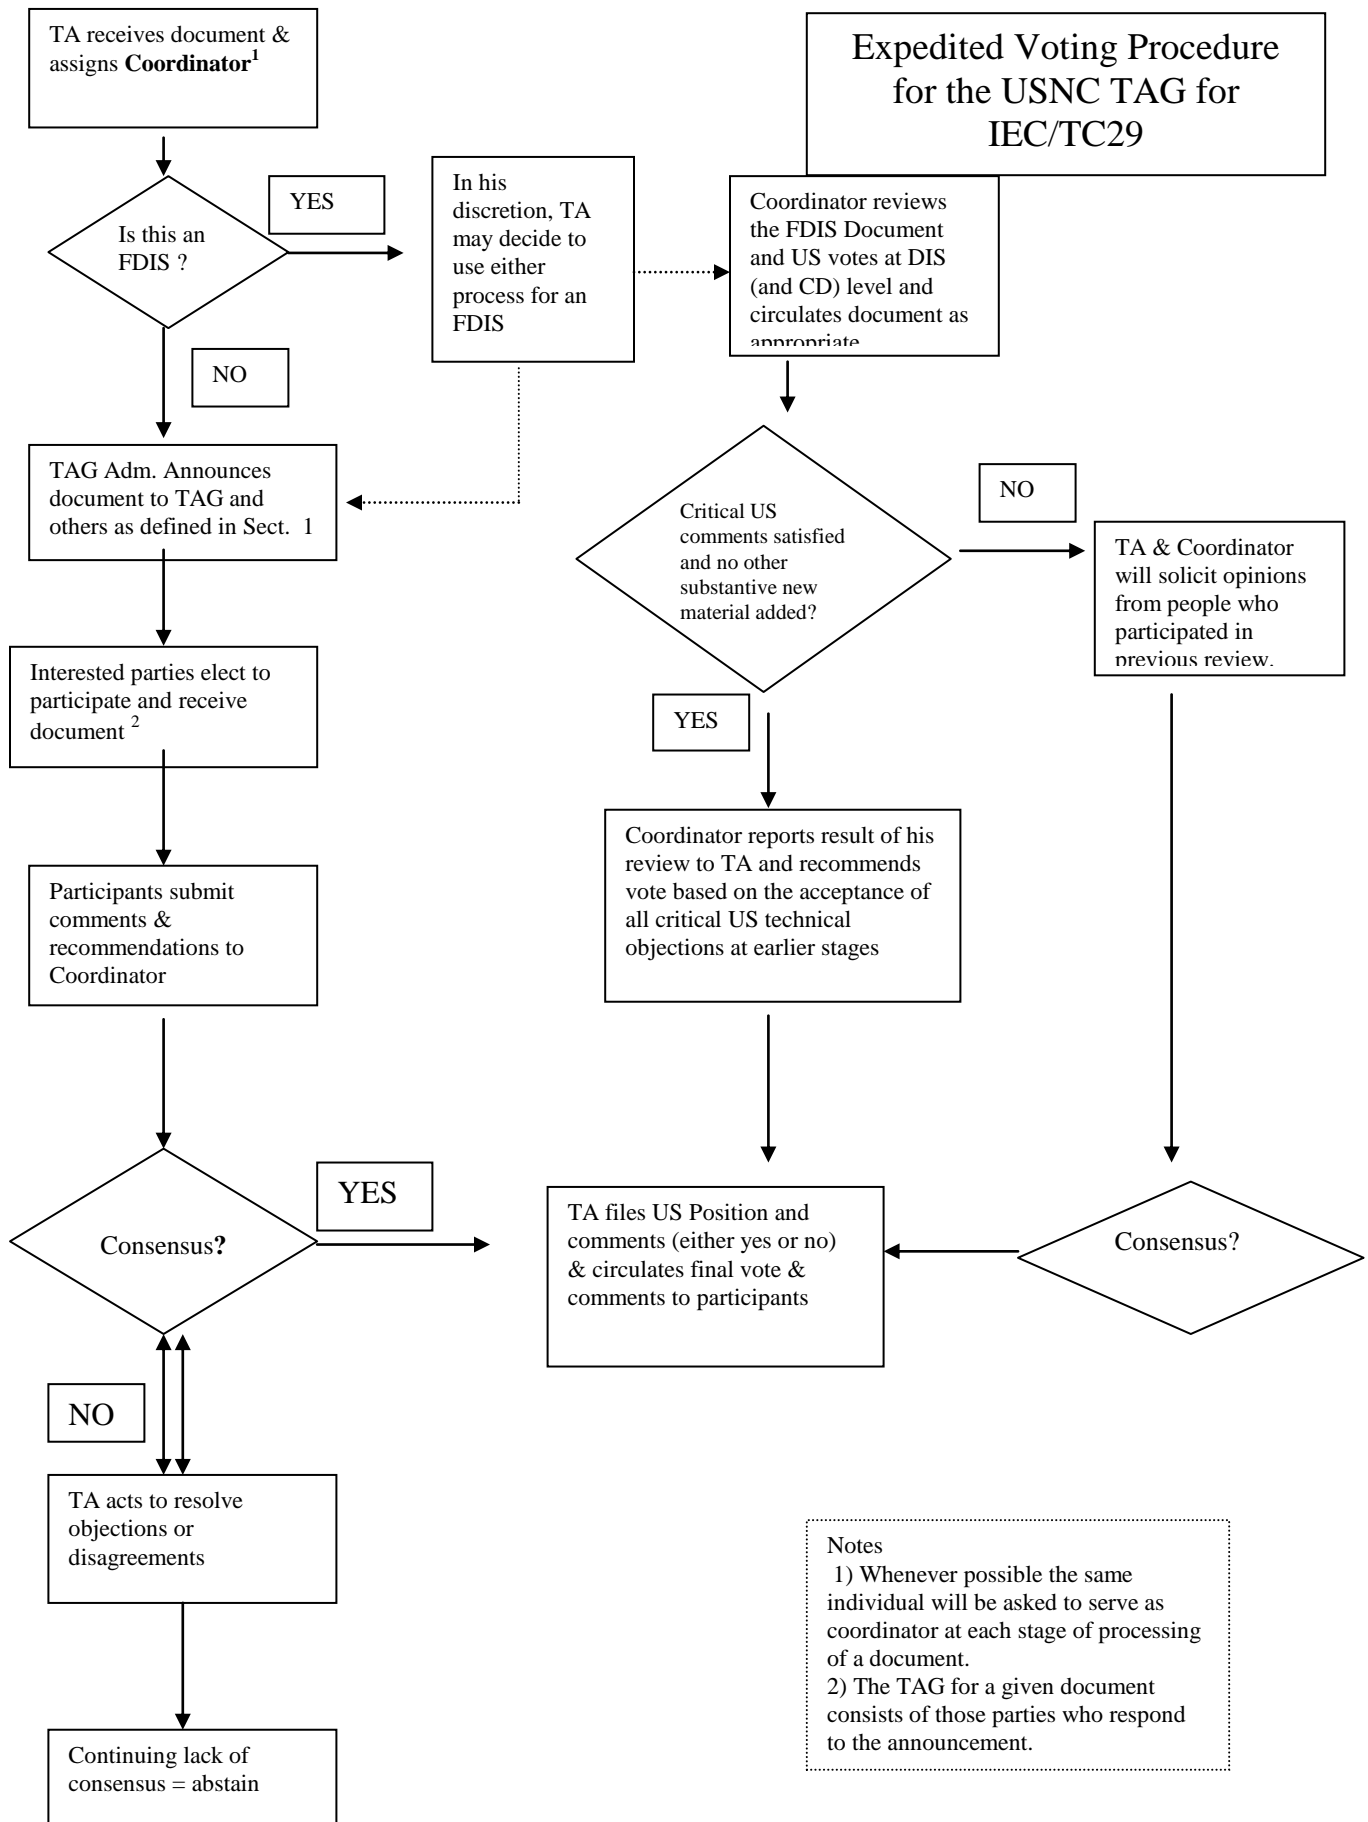 TA receives document &
assigns Coordinator1
Expedited Voting Procedure
for the USNC TAG for
IEC/TC29
Is this an
FDIS ?
YES
In his
discretion, TA
may decide to
use either
process for an
FDIS
Coordinator reviews
the FDIS Document
and US votes at DIS
(and CD) level and
circulates document as
appropriate
NO
TAG Adm. Announces
document to TAG and
others as defined in Sect. 1
Critical US
comments satisfied
and no other
substantive new
material added?
NO
TA & Coordinator
will solicit opinions
from people who
participated in
previous review.
Interested parties elect to
participate and receive
document 2
YES
Coordinator reports result of his
review to TA and recommends
vote based on the acceptance of
all critical US technical
objections at earlier stages
Participants submit
comments &
recommendations to
Coordinator
Consensus?
YES
TA files US Position and
comments (either yes or no)
& circulates final vote &
comments to participants
Consensus?
NO
TA acts to resolve
objections or
disagreements
Continuing lack of
consensus = abstain
Notes
1) Whenever possible the same
individual will be asked to serve as
coordinator at each stage of processing
of a document.
2) The TAG for a given document
consists of those parties who respond
to the announcement.